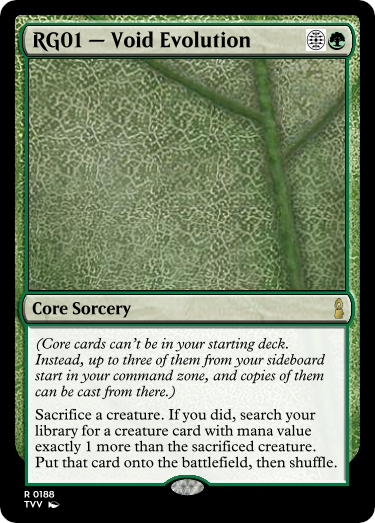 RG01 — Void Evolution
Core Sorcery
(Core cards can't be in your starting deck.
Instead, up to three of them from your sideboard
start in your command zone, and copies of them
can be cast from there.)
Sacrifice a creature. If you did, search your
library for a creature card with mana value
exactly 1 more than the sacrificed creature.
Put that card onto the battlefield, then shuffle.
R 0188
TVV